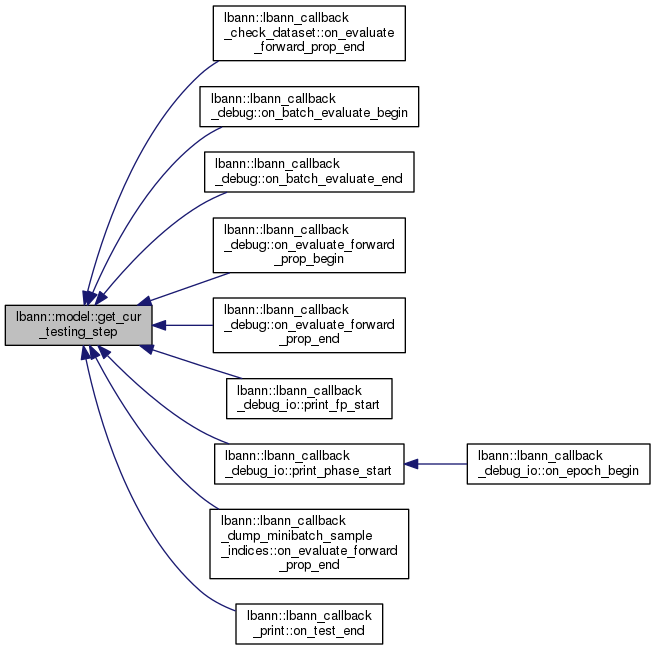 lbann::lbann_callback
_check_dataset::on_evaluate
_forward_prop_end
lbann::lbann_callback
_debug::on_batch_evaluate_begin
lbann::lbann_callback
_debug::on_batch_evaluate_end
lbann::lbann_callback
_debug::on_evaluate_forward
_prop_begin
lbann::model::get_cur
_testing_step
lbann::lbann_callback
_debug::on_evaluate_forward
_prop_end
lbann::lbann_callback
_debug_io::print_fp_start
lbann::lbann_callback
_debug_io::print_phase_start
lbann::lbann_callback
_debug_io::on_epoch_begin
lbann::lbann_callback
_dump_minibatch_sample
_indices::on_evaluate_forward
_prop_end
lbann::lbann_callback
_print::on_test_end